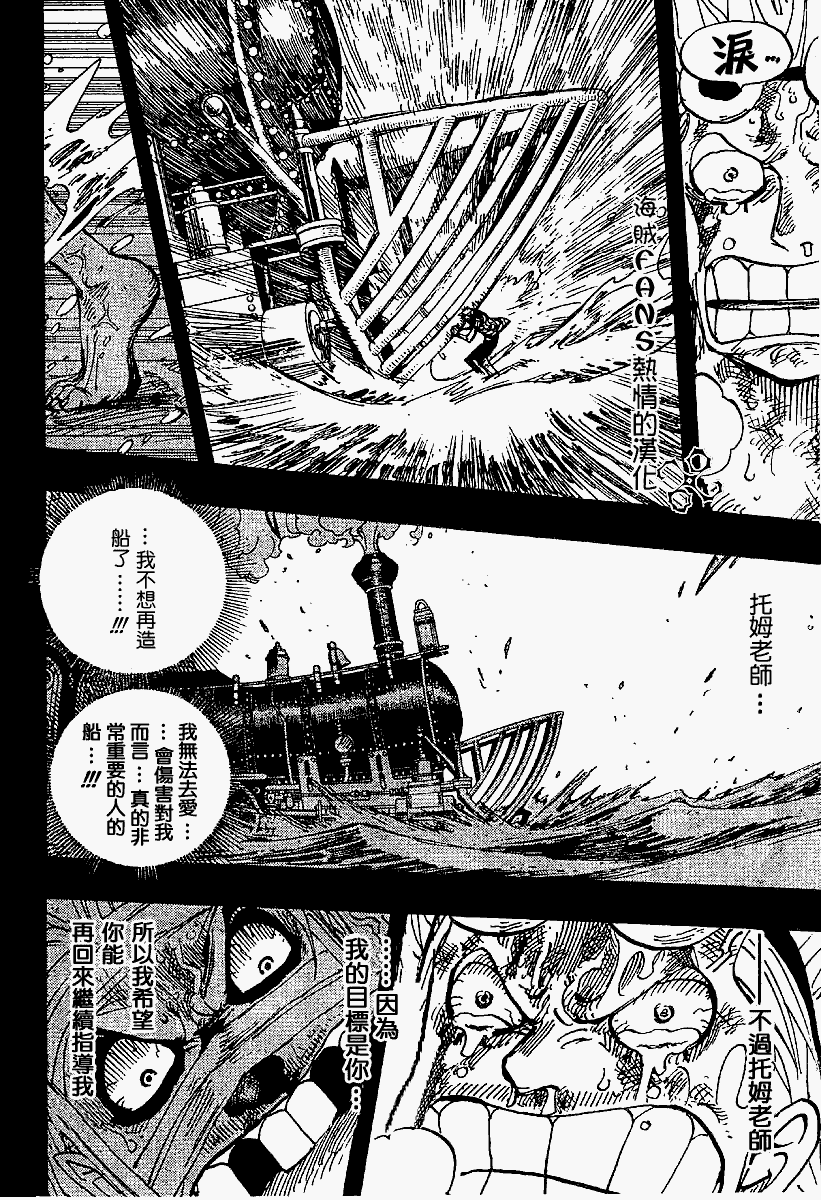 淚…
海賊FANS熱情的漢化
托姆老師…
…我不想再造
船了……!!!
我無法去愛…
…會傷害對我
而言…真的非
常重要的人的
船…!!!
——不過托姆老師——
……因為
我的目標是你…
所以我希望
你能
再回來繼續指導我